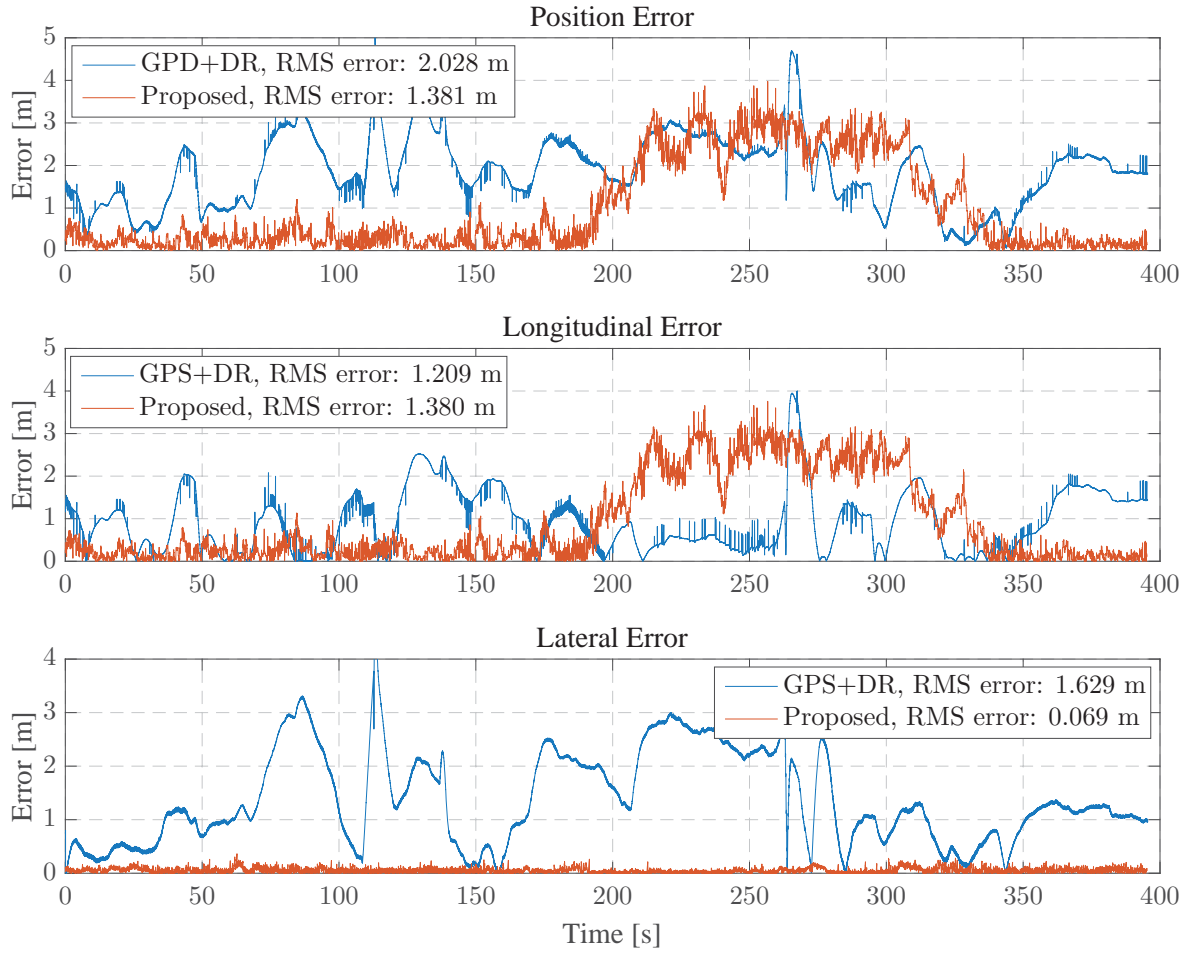 Position Error
5
4
3
2
1
0
Error [m]
GPD+DR, RMS error: 2.028 m
Proposed, RMS error: 1.381 m
0 50 100 150 200 250 300 350 400
Longitudinal Error
5
4
3
2
1
0
Error [m]
GPS+DR, RMS error: 1.209 m
Proposed, RMS error: 1.380 m
0 50 100 150 200 250 300 350 400
Lateral Error
4
3
2
1
0
Error [m]
GPS+DR, RMS error: 1.629 m
Proposed, RMS error: 0.069 m
0 50 100 150 200 250 300 350 400
Time [s]